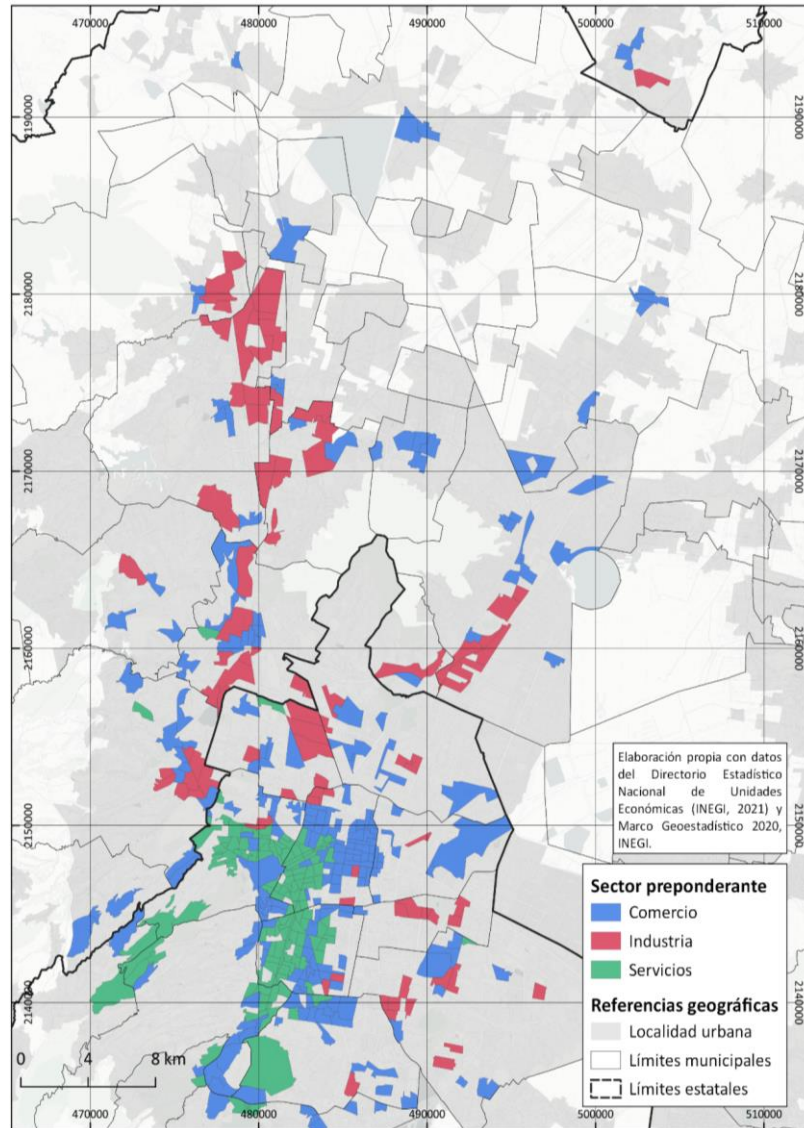 470000 480000 490000 500000 510000
2190000 2190000
2180000 2180000
2170000 2170000
2160000 2160000
Elaboración propia con datos
del Directorio Estadístico
Nacional de Unidades
Económicas (INEGI, 2021) y
Marco Geoestadístico 2020,
INEGI.
2150000 2150000
Sector preponderante
Comercio
Industria
Servicios
Referencias geográficas
Localidad urbana
Límites municipales
Límites estatales
2140000 2140000
0 4 8 km
470000 480000 490000 500000 510000